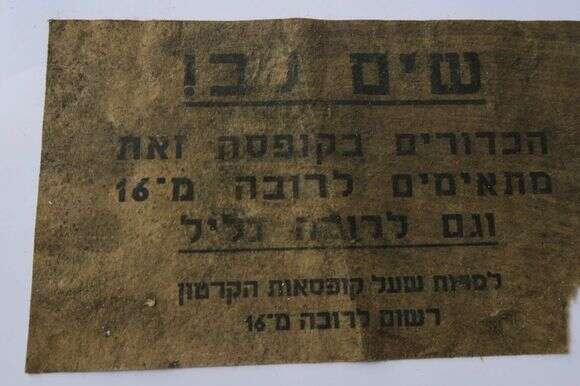 שים לב!
הכדורים בקופסה זאת
מתאימים לרובה מ־16
וגם לרובה גליל
למרות שעל קופסאות הקרטון
רשום לרובה מ־16